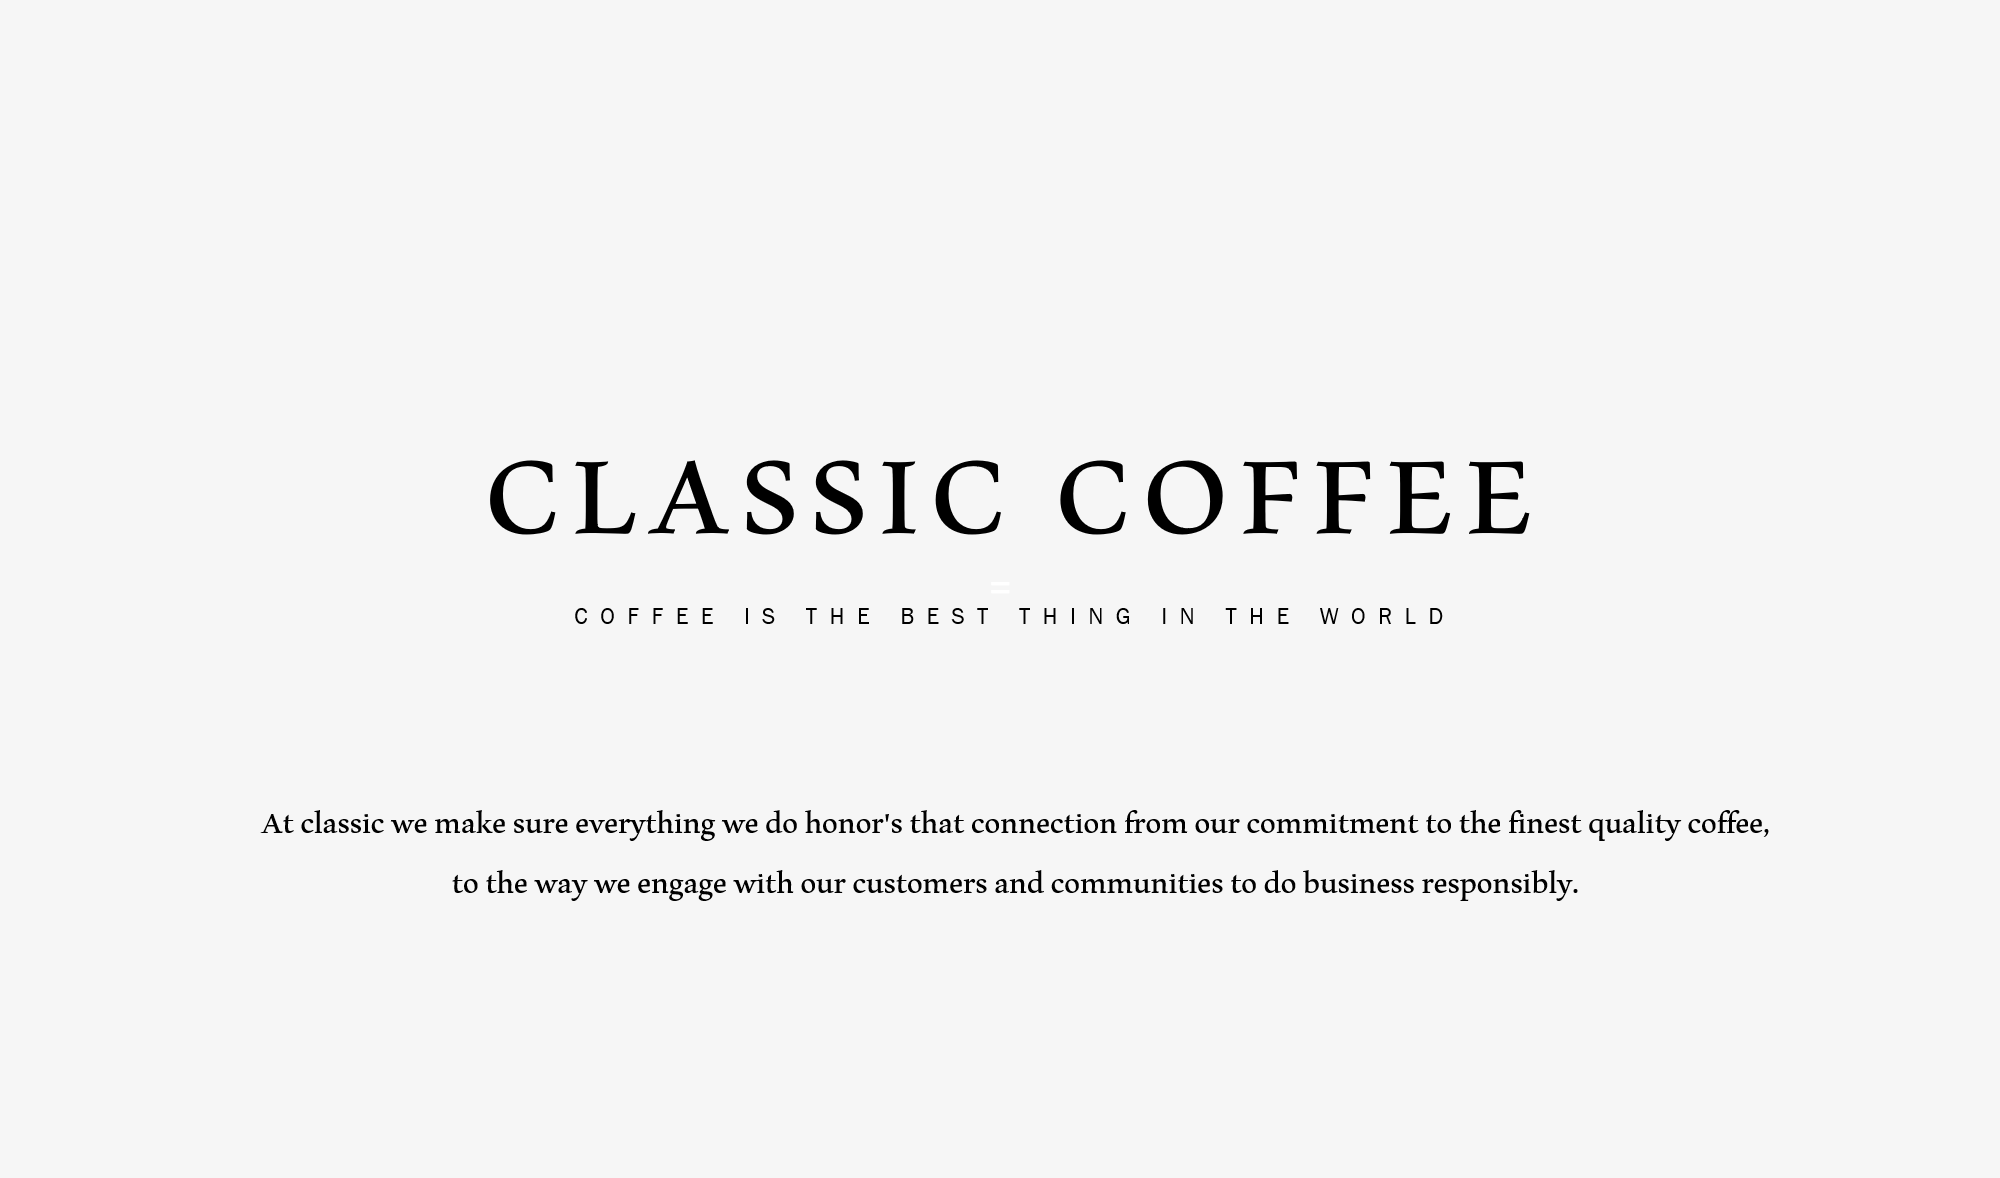 CLASSIC COFFEE
=
COFFEE IS THE BEST THING IN THE WORLD
At classic we make sure everything we do honor's that connection from our commitment to the finest quality coffee,
to the way we engage with our customers and communities to do business responsibly.